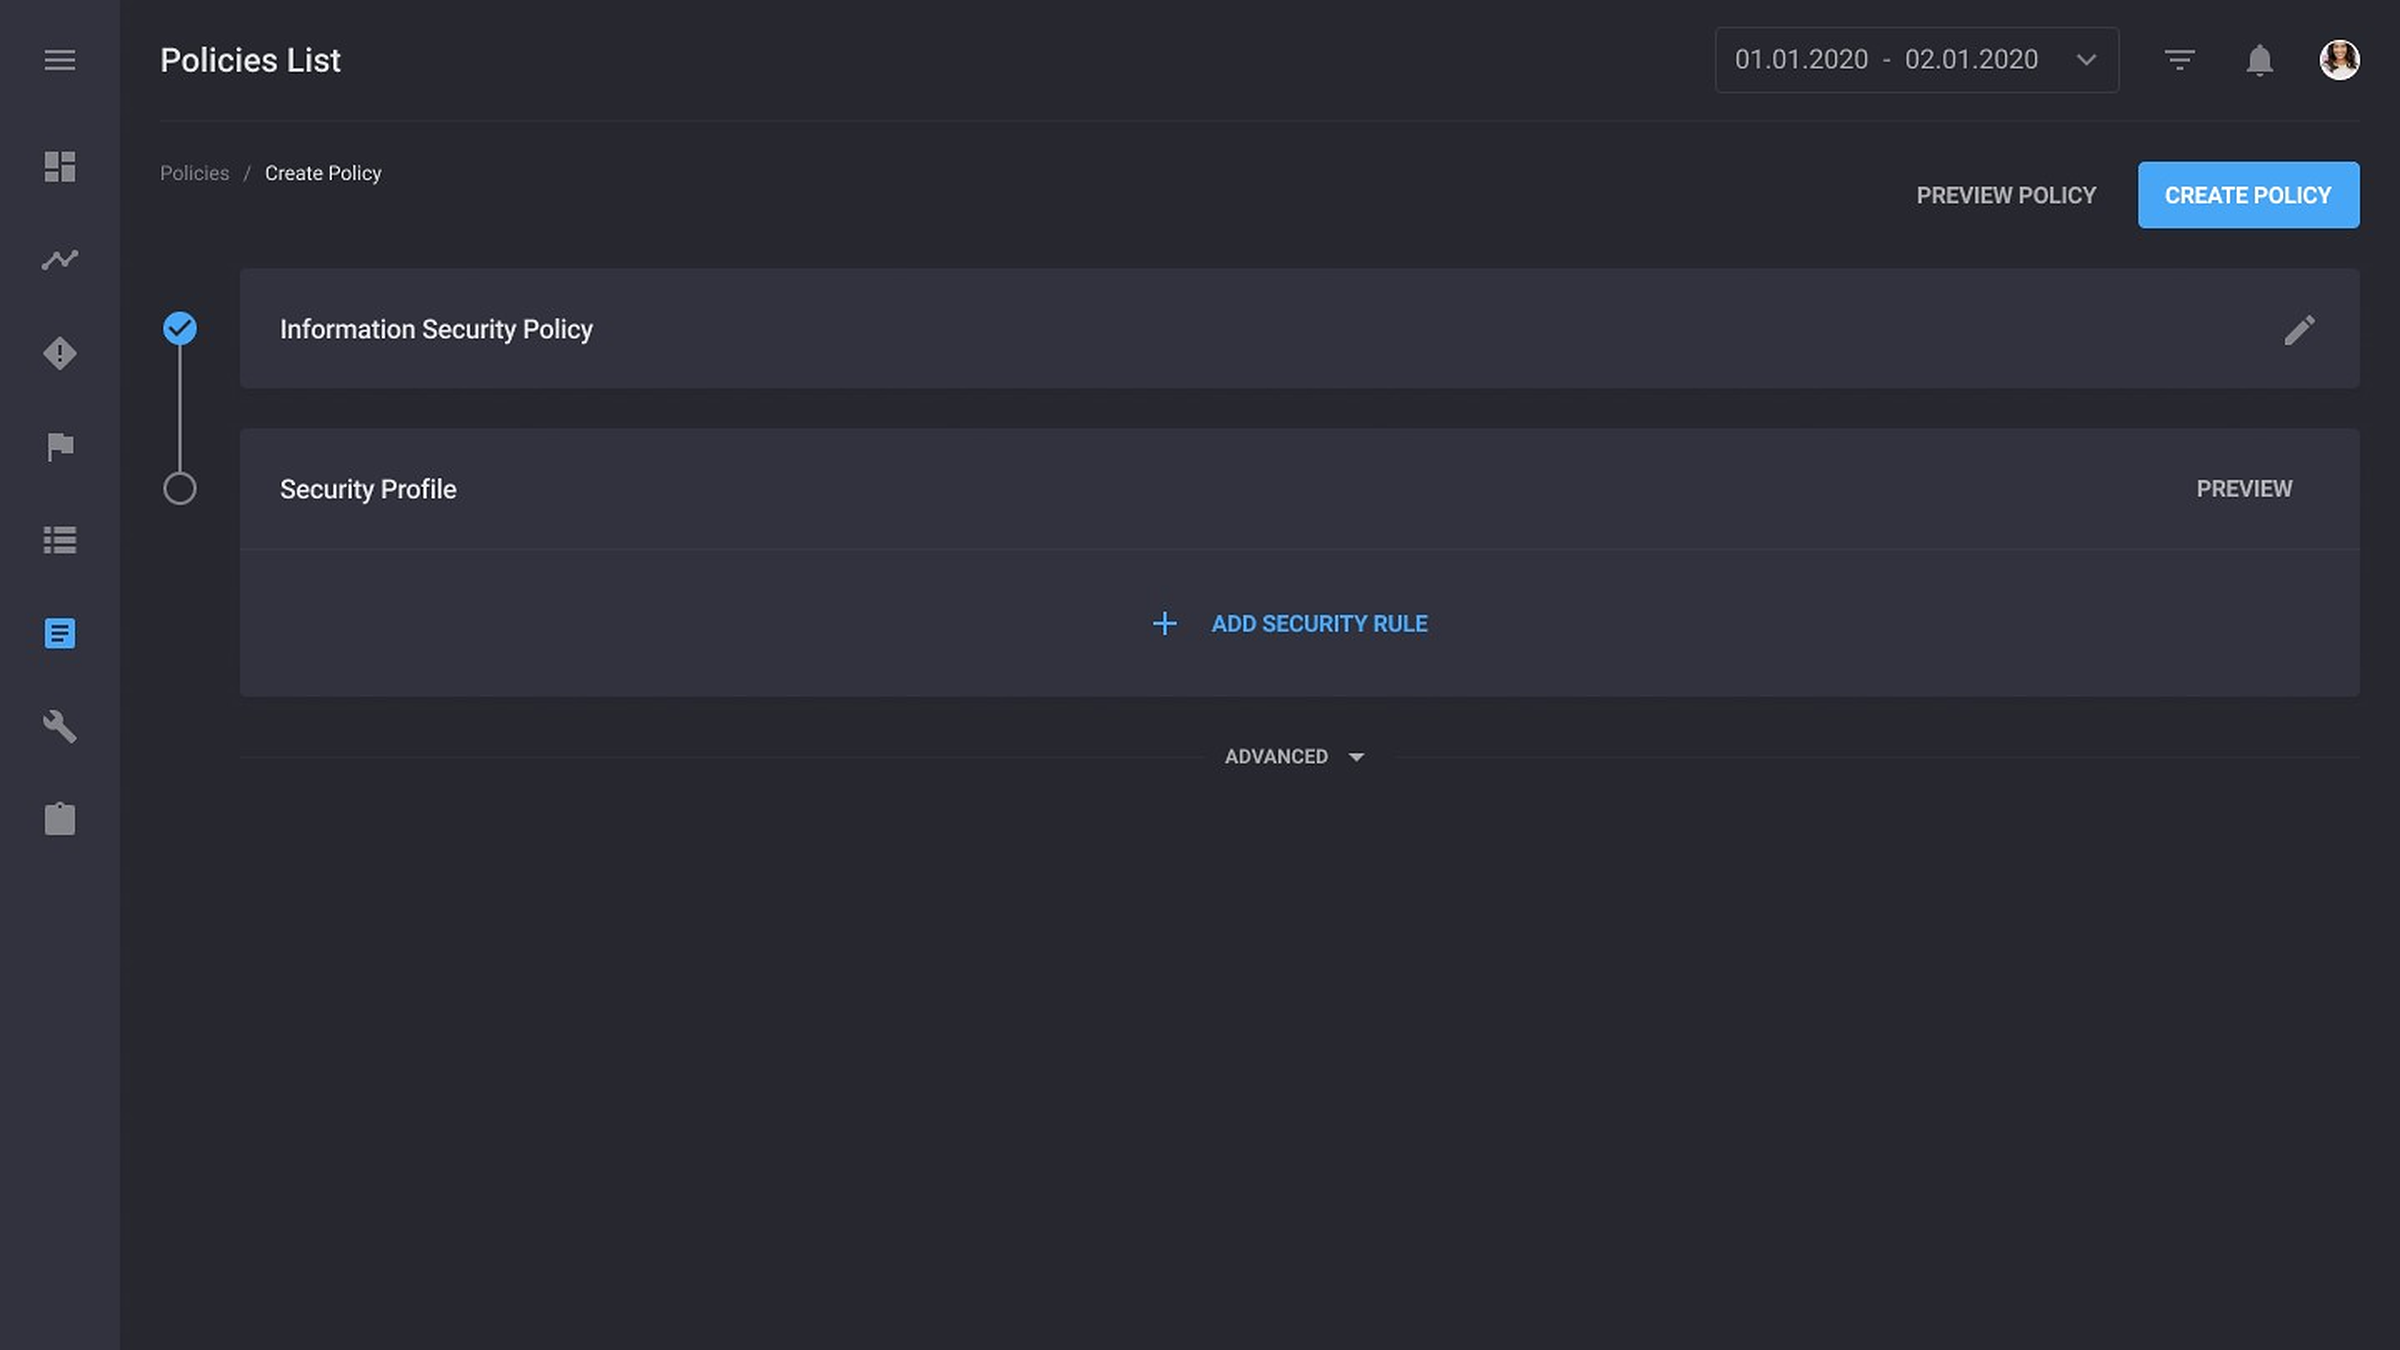 Policies List
01.01.2020 - 02.01.2020
Policies / Create Policy
PREVIEW POLICY
CREATE POLICY
Information Security Policy
Security Profile
PREVIEW
+ ADD SECURITY RULE
ADVANCED